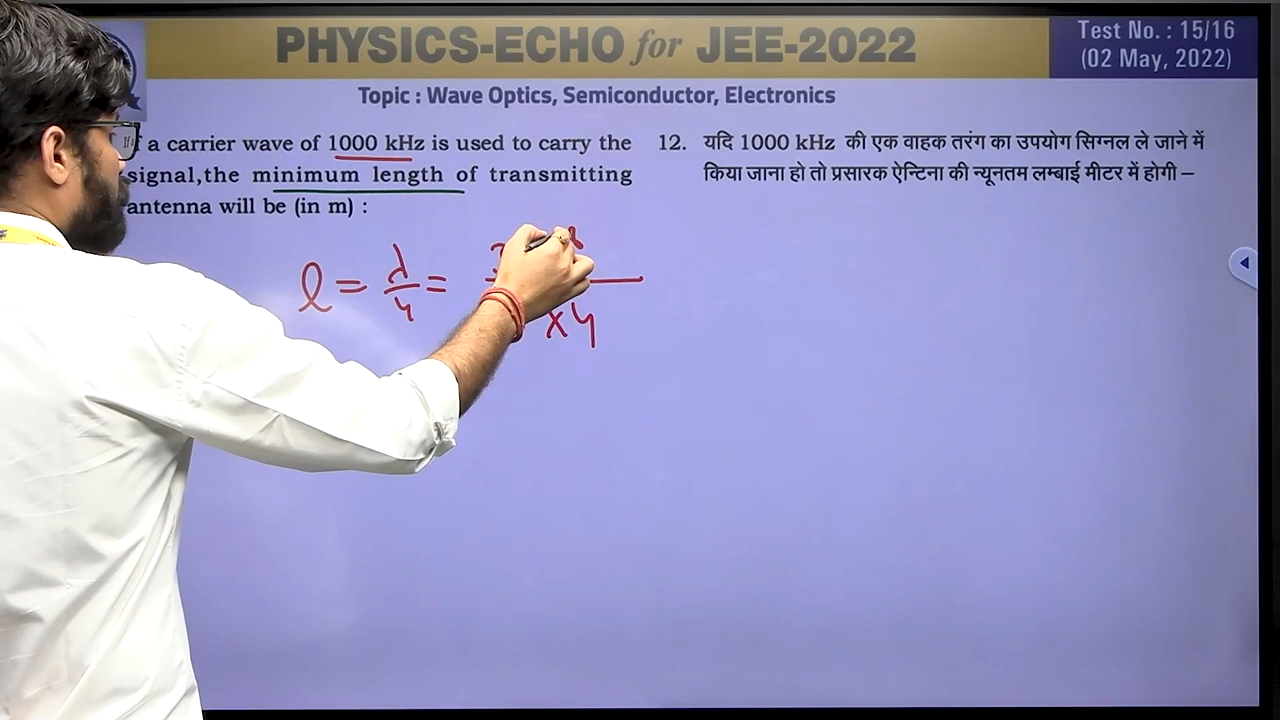 PHYSICS-ECHO for JEE-2022
Test No. : 15/16
(02 May, 2022)
Topic : Wave Optics, Semiconductor, Electronics
a carrier wave of 1000 kHz is used to carry the
signal,the minimum length of transmitting
antenna will be (in m) :
12. यदि 1000 kHz की एक वाहक तरंग का उपयोग सिग्नल ले जाने में
किया जाना हो तो प्रसारक ऐन्टिना की न्यूनतम लम्बाई मीटर में होगी –
l = λ/4 =
×4